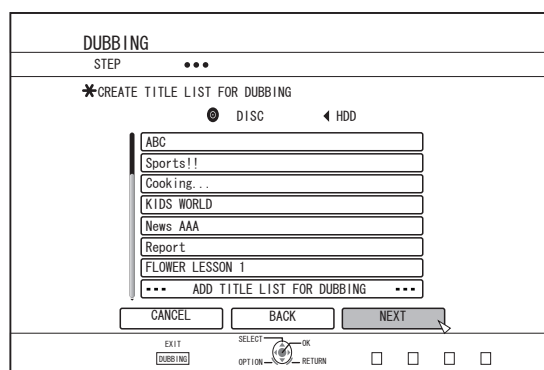 DUBBING
STEP •••
*CREATE TITLE LIST FOR DUBBING
DISC HDD
ABC
Sports!!
Cooking...
KIDS WORLD
News AAA
Report
FLOWER LESSON 1
--- ADD TITLE LIST FOR DUBBING ---
CANCEL BACK NEXT
EXIT SELECT OK
DUBBING OPTION RETURN